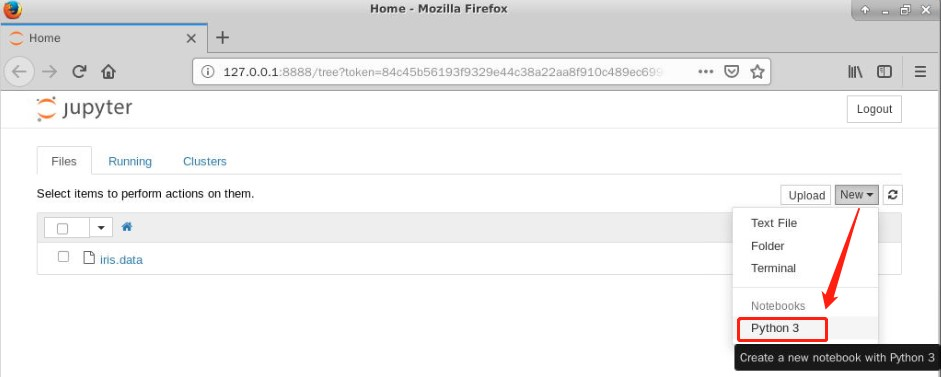 Home - Mozilla Firefox
Home
127.0.0.1:8888/tree?token=84c45b56193f9329e44c38a22aa8f910c489ec699
jupyter
Logout
Files Running Clusters
Select items to perform actions on them.
Upload New
Text File
iris.data
Folder
Terminal
Notebooks
Python 3
Create a new notebook with Python 3